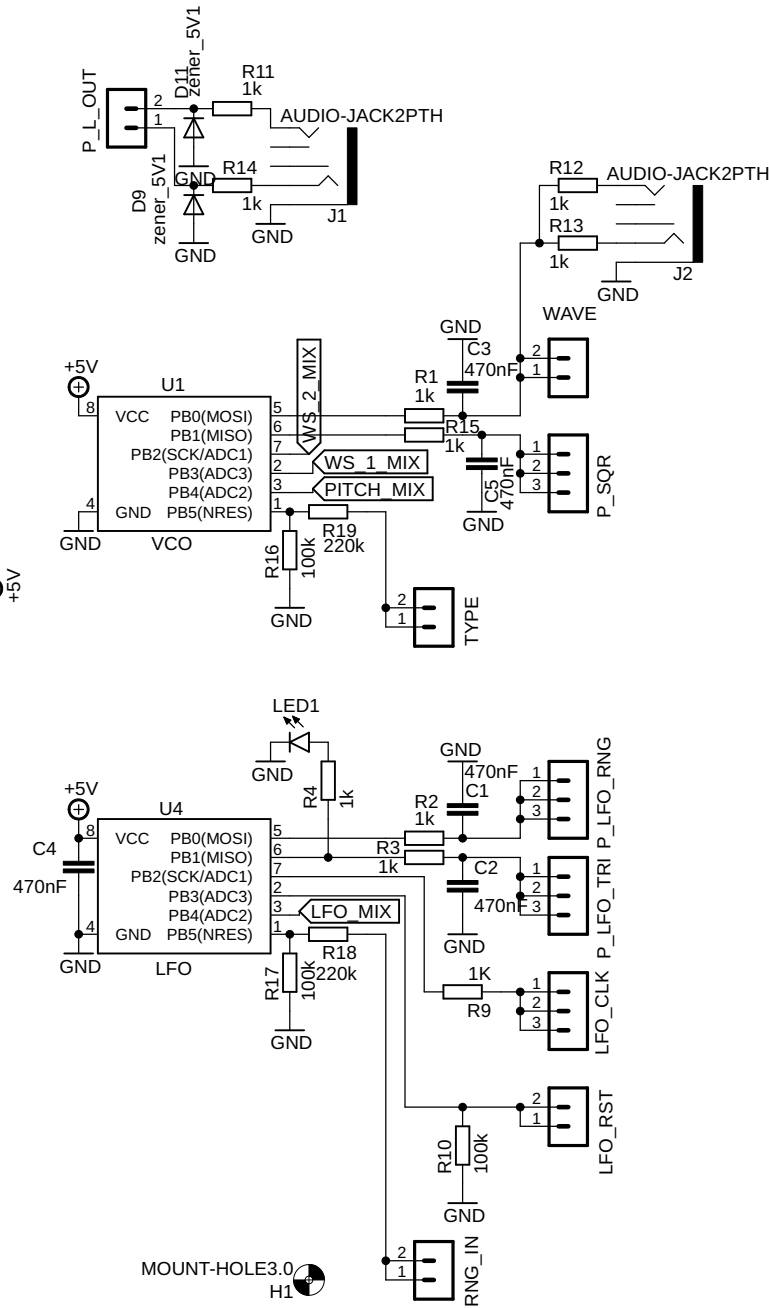 P_L_OUT
2
1
D11
zener_5V1
R11
1k
AUDIO-JACK2PTH
GND
R14
1k
D9
zener_5V1
GND
GND
J1
R12
1k
AUDIO-JACK2PTH
R13
1k
GND
J2
WAVE
2
1
+5V
U1
8
VCC
PB0(MOSI)
5
PB1(MISO)
6
PB2(SCK/ADC1)
7
PB3(ADC3)
2
PB4(ADC2)
3
4
GND
PB5(NRES)
1
GND
VCO
WS_2_MIX
WS_1_MIX
PITCH_MIX
R1
1k
GND
C3
470nF
R15
1k
C5
470nF
GND
1
2
3
P_SQR
R16
100k
GND
R19
220k
2
1
TYPE
+5V
LED1
GND
R4
1k
+5V
U4
8
VCC
PB0(MOSI)
5
PB1(MISO)
6
PB2(SCK/ADC1)
7
PB3(ADC3)
2
PB4(ADC2)
3
4
GND
PB5(NRES)
1
GND
LFO
C4
470nF
LFO_MIX
R2
1k
GND
470nF
C1
1
2
3
P_LFO_RNG
R3
1k
C2
470nF
GND
1
2
3
P_LFO_TRI
R17
100k
GND
R18
220k
1K
R9
1
2
3
LFO_CLK
2
1
LFO_RST
R10
100k
GND
2
1
RNG_IN
MOUNT-HOLE3.0
H1